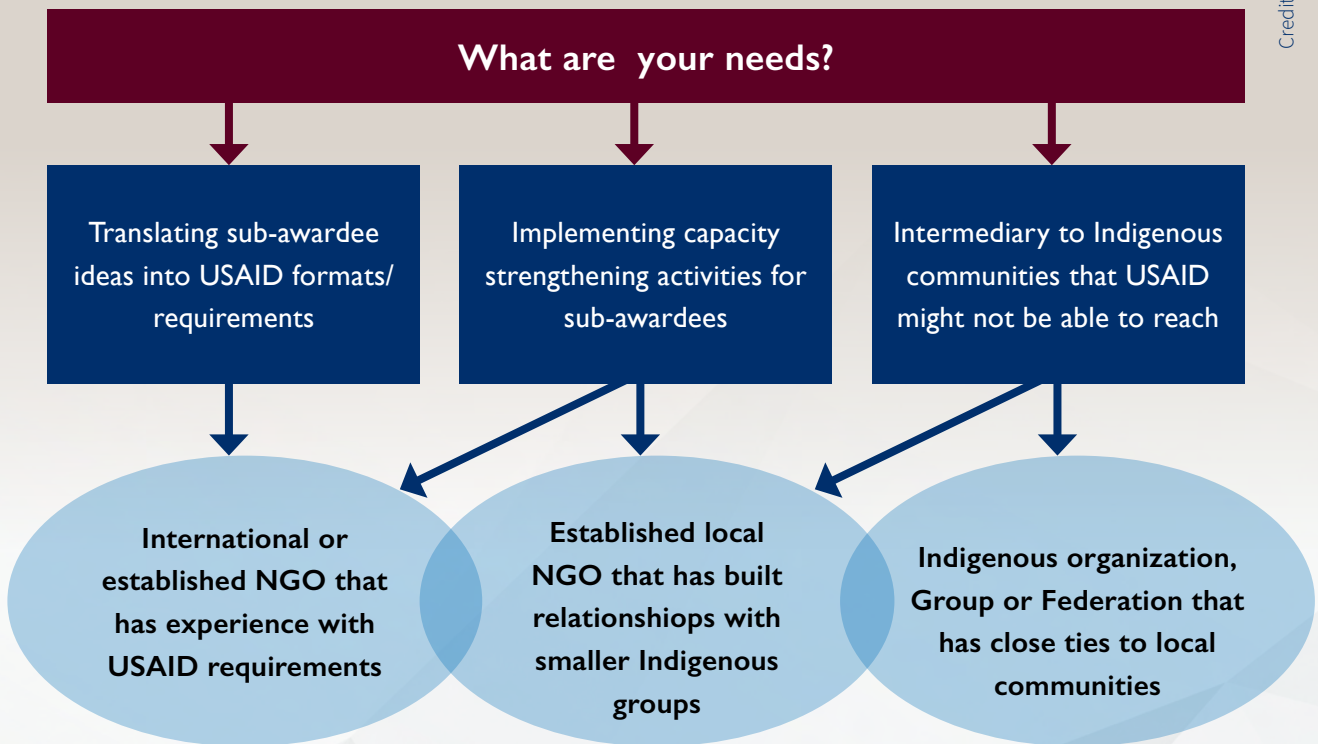 Credit
What are your needs?
Translating sub-awardee
ideas into USAID formats/
requirements
Implementing capacity
strengthening activities for
sub-awardees
Intermediary to Indigenous
communities that USAID
might not be able to reach
International or
established NGO that
has experience with
USAID requirements
Established local
NGO that has built
relationshiops with
smaller Indigenous
groups
Indigenous organization,
Group or Federation that
has close ties to local
communities